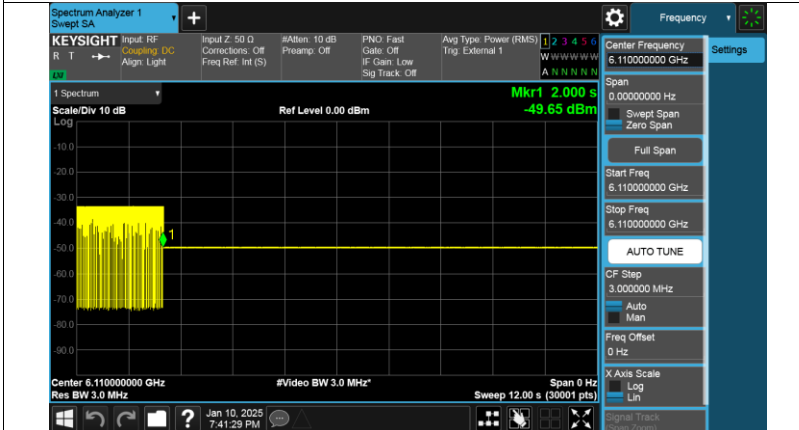 Spectrum Analyzer 1
Swept SA
Frequency
KEYSIGHT
R T
LV
Input: RF
Coupling: DC
Align: Light
Input Z: 50 Ω
Corrections: Off
Freq Ref: Int (S)
#Atten: 10 dB
Preamp: Off
PNO: Fast
Gate: Off
IF Gain: Low
Sig Track: Off
Avg Type: Power (RMS)
Trig: External 1
1 2 3 4 5 6
W W W W W W
A N N N N N
Center Frequency
6.110000000 GHz
Settings
Span
0.00000000 Hz
Swept Span
Zero Span
Full Span
Start Freq
6.110000000 GHz
Stop Freq
6.110000000 GHz
AUTO TUNE
CF Step
3.000000 MHz
Auto
Man
Freq Offset
0 Hz
X Axis Scale
Log
Lin
Signal Track
(Span Zoom)
1 Spectrum
Mkr1 2.000 s
Scale/Div 10 dB
Ref Level 0.00 dBm
-49.65 dBm
Log
-10.0
-20.0
-30.0
-40.0
-50.0
-60.0
-70.0
-80.0
-90.0
1
Center 6.110000000 GHz
#Video BW 3.0 MHz*
Span 0 Hz
Res BW 3.0 MHz
Sweep 12.00 s (30001 pts)
?
Jan 10, 2025
7:41:29 PM